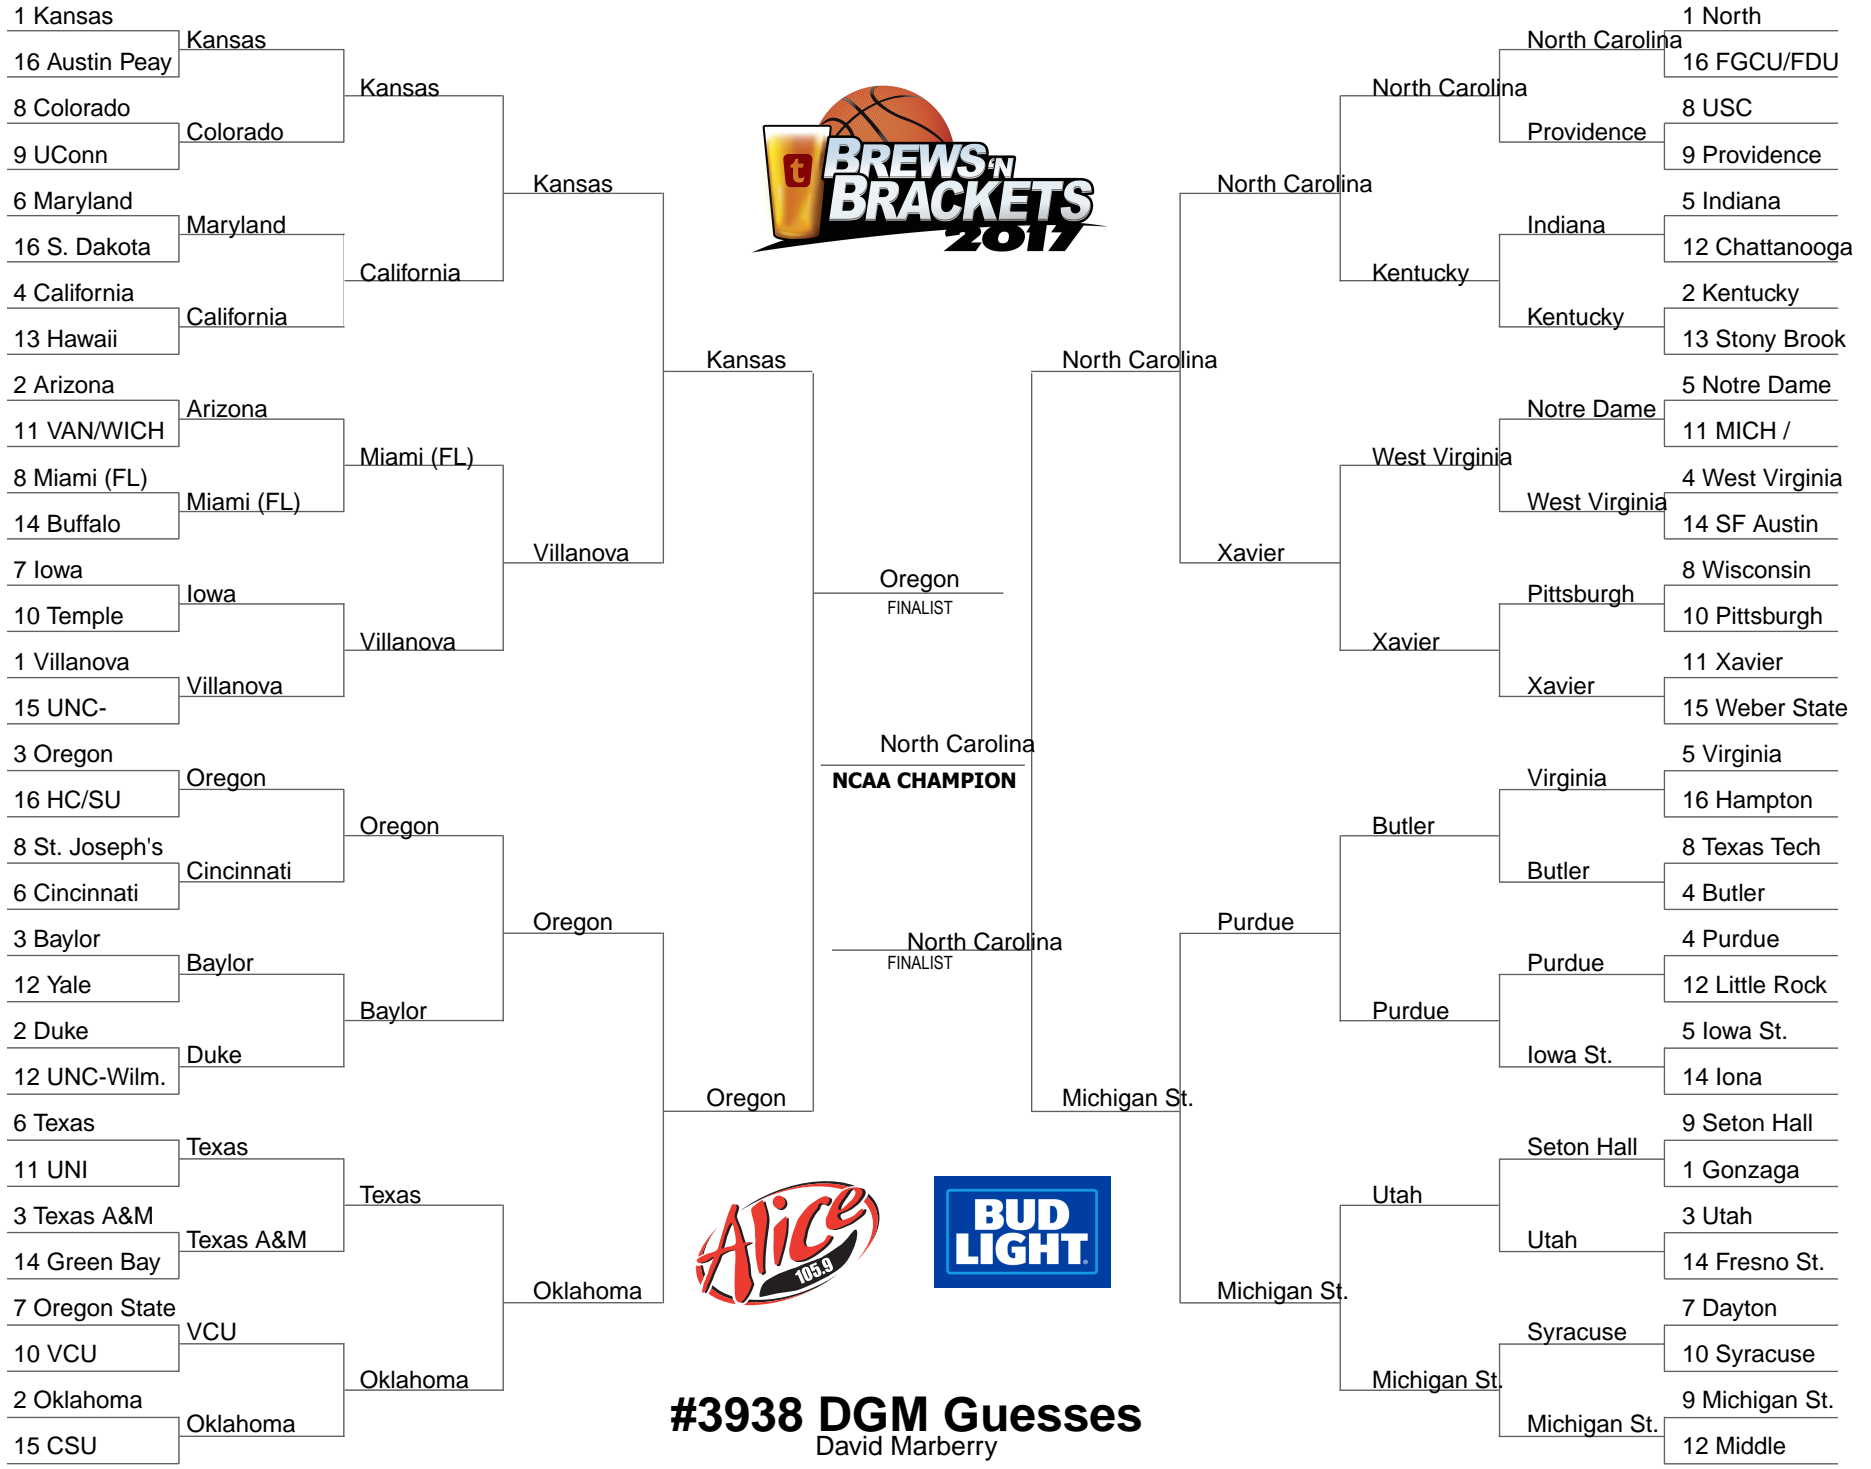 1 Kansas
16 Austin Peay
8 Colorado
9 UConn
6 Maryland
16 S. Dakota
4 California
13 Hawaii
2 Arizona
11 VAN/WICH
8 Miami (FL)
14 Buffalo
7 Iowa
10 Temple
1 Villanova
15 UNC-
3 Oregon
16 HC/SU
8 St. Joseph's
6 Cincinnati
3 Baylor
12 Yale
2 Duke
12 UNC-Wilm.
6 Texas
11 UNI
3 Texas A&M
14 Green Bay
7 Oregon State
10 VCU
2 Oklahoma
15 CSU
Kansas
Colorado
Maryland
California
Arizona
Miami (FL)
Iowa
Villanova
Oregon
Cincinnati
Baylor
Duke
Texas
Texas A&M
VCU
Oklahoma
Kansas
California
Miami (FL)
Villanova
Oregon
Baylor
Texas
Oklahoma
Kansas
Villanova
Oregon
Oklahoma
Kansas
Oregon
t
BREWS 'N
BRACKETS
2017
Oregon
FINALIST
North Carolina
NCAA CHAMPION
North Carolina
FINALIST
Alice
105.9
BUD
LIGHT
#3938 DGM Guesses
David Marberry
North Carolina
Michigan St.
North Carolina
Xavier
Purdue
Michigan St.
North Carolina
Kentucky
West Virginia
Xavier
Butler
Purdue
Utah
Michigan St.
North Carolina
Providence
Indiana
Kentucky
Notre Dame
West Virginia
Pittsburgh
Xavier
Virginia
Butler
Purdue
Iowa St.
Seton Hall
Utah
Syracuse
Michigan St.
1 North
16 FGCU/FDU
8 USC
9 Providence
5 Indiana
12 Chattanooga
2 Kentucky
13 Stony Brook
5 Notre Dame
11 MICH /
4 West Virginia
14 SF Austin
8 Wisconsin
10 Pittsburgh
11 Xavier
15 Weber State
5 Virginia
16 Hampton
8 Texas Tech
4 Butler
4 Purdue
12 Little Rock
5 Iowa St.
14 Iona
9 Seton Hall
1 Gonzaga
3 Utah
14 Fresno St.
7 Dayton
10 Syracuse
9 Michigan St.
12 Middle